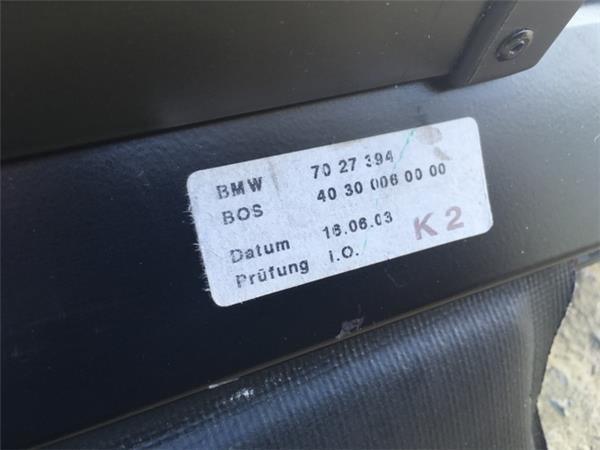 BMW 70 27 394
BOS 40 30 006 00 00
Datum 16.06.03 K2
Prüfung i.O.